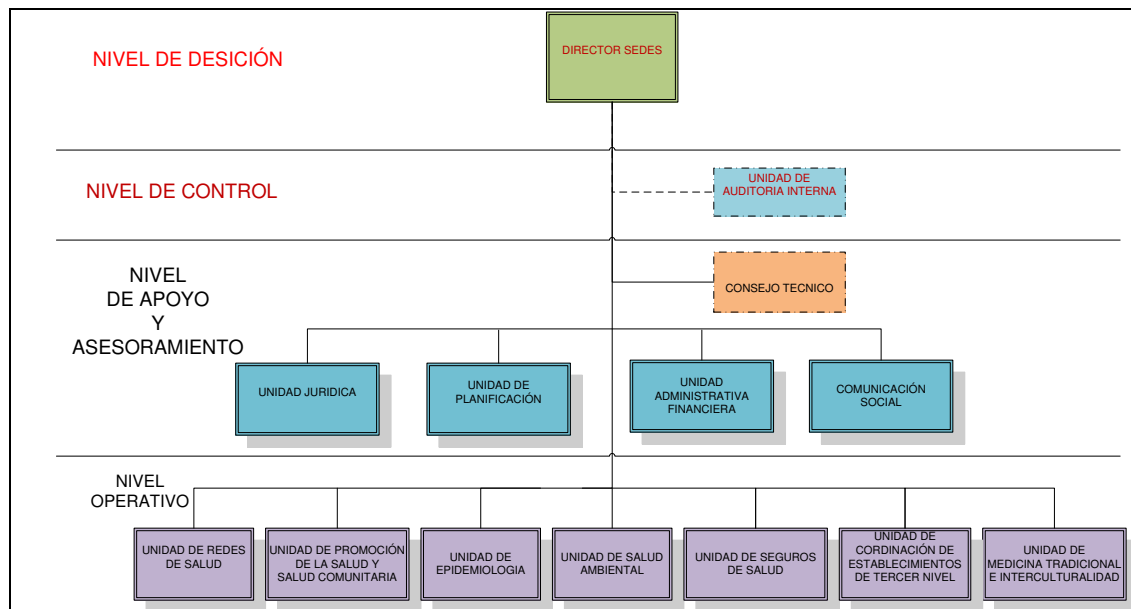 NIVEL DE DESICIÓN
DIRECTOR SEDES
NIVEL DE CONTROL
UNIDAD DE
AUDITORIA INTERNA
NIVEL
DE APOYO
Y
ASESORAMIENTO
CONSEJO TECNICO
UNIDAD JURIDICA
UNIDAD DE
PLANIFICACIÓN
UNIDAD
ADMINISTRATIVA
FINANCIERA
COMUNICACIÓN
SOCIAL
NIVEL
OPERATIVO
UNIDAD DE REDES
DE SALUD
UNIDAD DE PROMOCIÓN
DE LA SALUD Y
SALUD COMUNITARIA
UNIDAD DE
EPIDEMIOLOGIA
UNIDAD DE SALUD
AMBIENTAL
UNIDAD DE SEGUROS
DE SALUD
UNIDAD DE
CORDINACIÓN DE
ESTABLECIMIENTOS
DE TERCER NIVEL
UNIDAD DE
MEDICINA TRADICIONAL
E INTERCULTURALIDAD